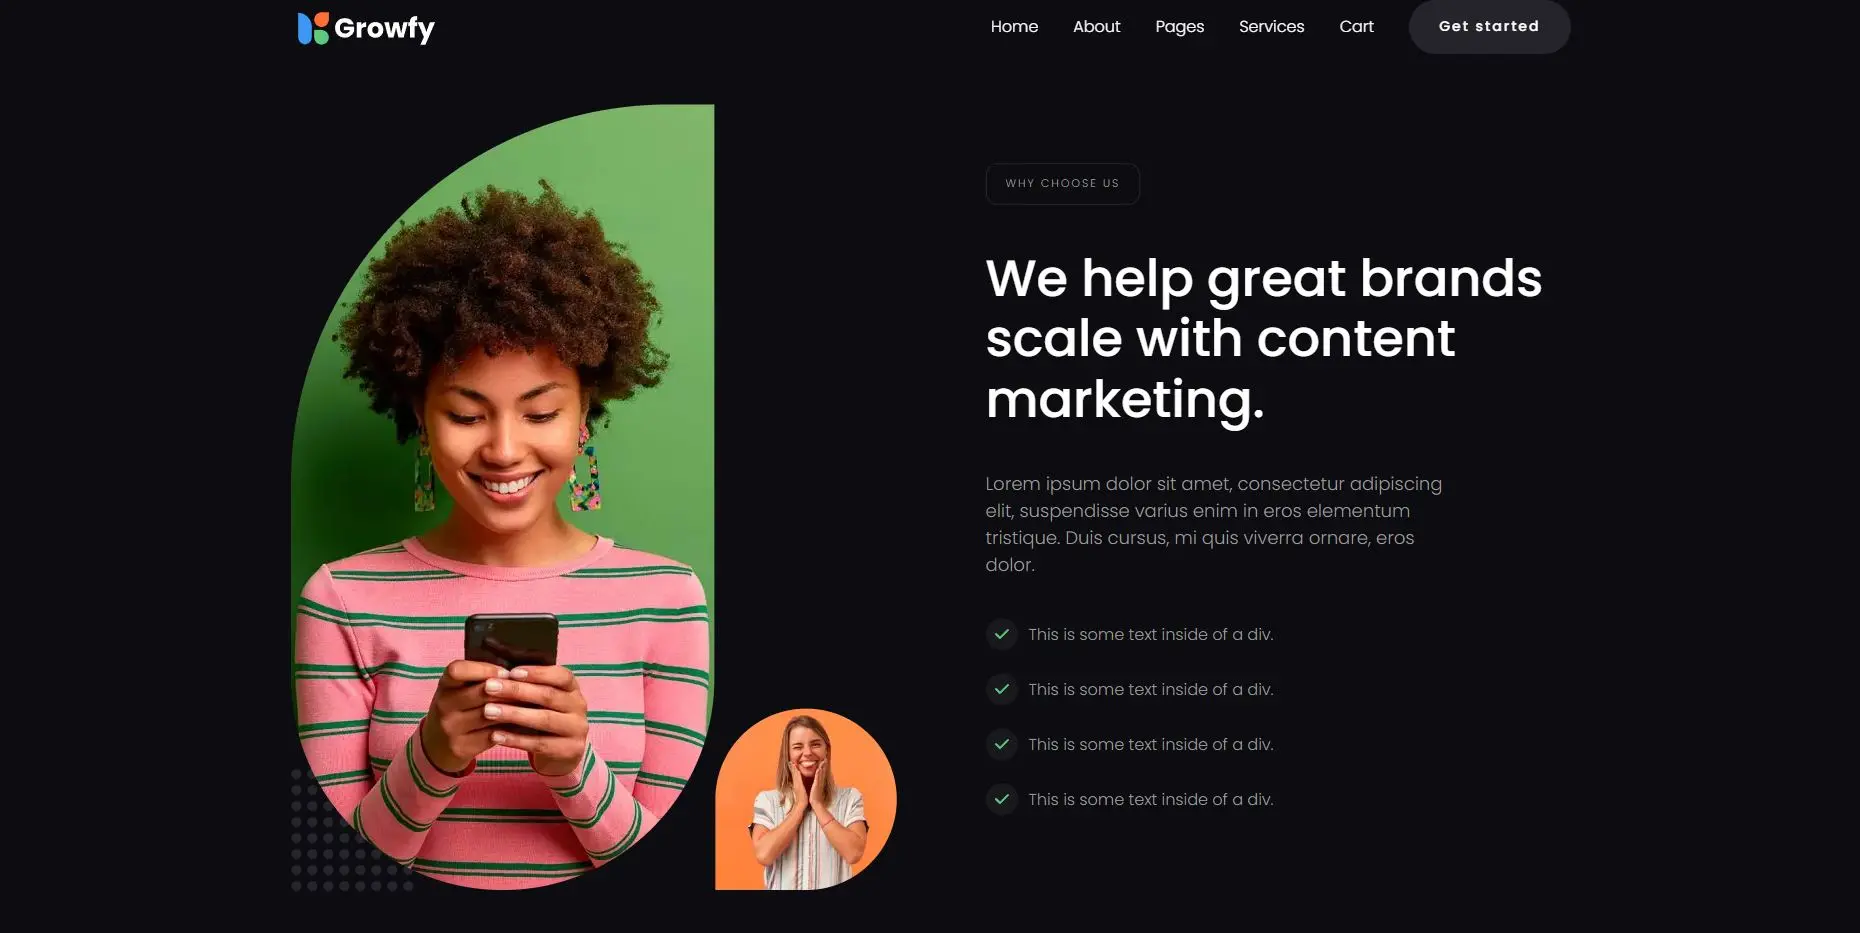 Growfy
Home
About
Pages
Services
Cart
Get started
WHY CHOOSE US
We help great brands
scale with content
marketing.
Lorem ipsum dolor sit amet, consectetur adipiscing
elit, suspendisse varius enim in eros elementum
tristique. Duis cursus, mi quis viverra ornare, eros
dolor.
This is some text inside of a div.
This is some text inside of a div.
This is some text inside of a div.
This is some text inside of a div.